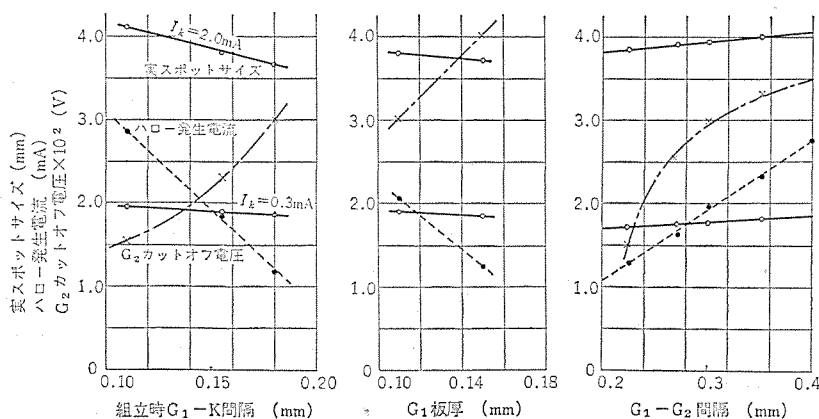 実スポットサイズ (mm)
ハロー発生電流 (mA)
G₂カットオフ電圧×10² (V)
4.0
3.0
2.0
1.0
0
I_k=2.0mA
実スポットサイズ
ハロー発生電流
I_k=0.3mA
G₂カットオフ電圧
0.10
0.20
組立時G₁-K間隔 (mm)
4.0
3.0
2.0
1.0
0
0.10
0.14
0.18
G₁板厚 (mm)
4.0
3.0
2.0
1.0
0
0.2
0.3
0.4
G₁-G₂間隔 (mm)